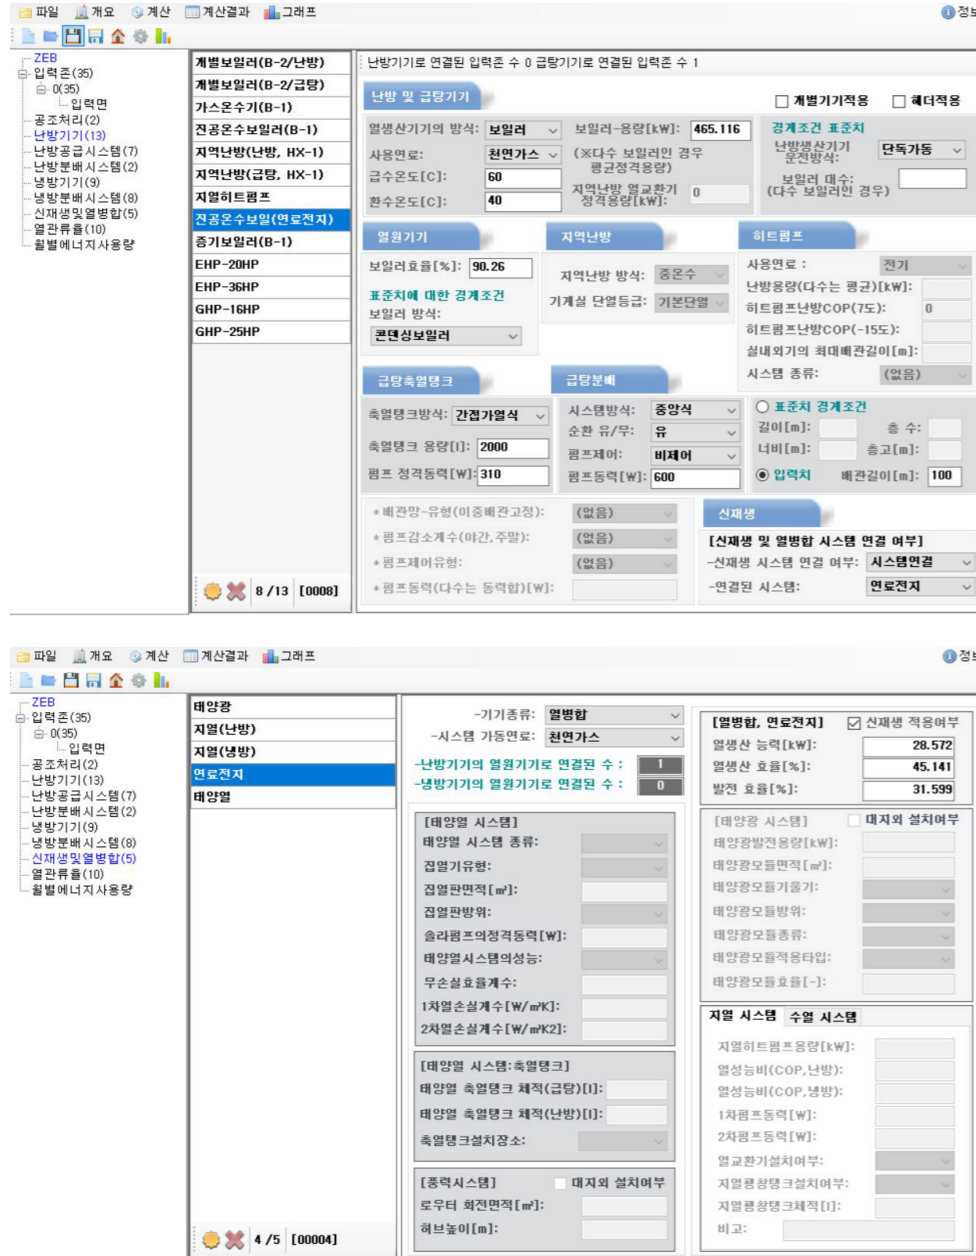 파일 개요 계산 계산결과 그래프 정보
ZEB
입력존(35)
0(35)
입력면
공조처리(2)
난방기기(13)
난방공급시스템(7)
난방분배시스템(2)
냉방기기(9)
냉방분배시스템(8)
신재생및열병합(5)
열관류율(10)
월별에너지사용량
개별보일러(B-2/난방)
개별보일러(B-2/급탕)
가스온수기(B-1)
진공온수보일러(B-1)
지역난방(난방, HX-1)
지역난방(급탕, HX-1)
지열히트펌프
진공온수보일(연료전지)
증기보일러(B-1)
EHP-20HP
EHP-36HP
GHP-16HP
GHP-25HP
8 /13 [0008]
난방기기로 연결된 입력존 수 0 급탕기기로 연결된 입력존 수 1
난방 및 급탕기기
개별기기적용 헤더적용
열생산기기의 방식: 보일러
사용연료: 천연가스
급수온도[C]: 60
환수온도[C]: 40
보일러-용량[kW]: 465.116
(※다수 보일러인 경우
평균정격용량)
지역난방 열교환기
정격용량[kW]: 0
경계조건 표준치
난방생산기기
운전방식: 단독가동
보일러 대수:
(다수 보일러인 경우)
열원기기
보일러효율[%]: 90.26
표준치에 대한 경계조건
보일러 방식:
콘덴싱보일러
지역난방
지역난방 방식: 중온수
기계실 단열등급: 기본단열
히트펌프
사용연료 : 전기
난방용량(다수는 평균)[kW]:
히트펌프난방COP(7도): 0
히트펌프난방COP(-15도):
실내외기의 최대배관길이[m]:
시스템 종류: (없음)
급탕축열탱크
축열탱크방식: 간접가열식
축열탱크 용량[l]: 2000
펌프 정격동력[W]: 310
급탕분배
시스템방식: 중앙식
순환 유/무: 유
펌프제어: 비제어
펌프동력[W]: 600
표준치 경계조건
길이[m]: 층 수:
너비[m]: 층고[m]:
입력치 배관길이[m]: 100
*배관망-유형(이중배관고정): (없음)
*펌프감소계수(야간,주말): (없음)
*펌프제어유형: (없음)
*펌프동력(다수는 동력합)[W]:
신재생
[신재생 및 열병합 시스템 연결 여부]
-신재생 시스템 연결 여부: 시스템연결
-연결된 시스템: 연료전지
파일 개요 계산 계산결과 그래프 정보
ZEB
입력존(35)
0(35)
입력면
공조처리(2)
난방기기(13)
난방공급시스템(7)
난방분배시스템(2)
냉방기기(9)
냉방분배시스템(8)
신재생및열병합(5)
열관류율(10)
월별에너지사용량
태양광
지열(난방)
지열(냉방)
연료전지
태양열
4 /5 [00004]
-기기종류: 열병합
-시스템 가동연료: 천연가스
-난방기기의 열원기기로 연결된 수 : 1
-냉방기기의 열원기기로 연결된 수 : 0
[태양열 시스템]
태양열 시스템 종류:
집열기유형:
집열판면적[㎡]:
집열판방위:
솔라펌프의정격동력[W]:
태양열시스템의성능:
무손실효율계수:
1차열손실계수[W/㎡K]:
2차열손실계수[W/㎡K2]:
[태양열 시스템:축열탱크]
태양열 축열탱크 체적(급탕)[l]:
태양열 축열탱크 체적(난방)[l]:
축열탱크설치장소:
[풍력시스템] 대지외 설치여부
로우터 회전면적[㎡]:
허브높이[m]:
[열병합, 연료전지] 신재생 적용여부
열생산 능력[kW]: 28.572
열생산 효율[%]: 45.141
발전 효율[%]: 31.599
[태양광 시스템] 대지외 설치여부
태양광발전용량[kW]:
태양광모듈면적[㎡]:
태양광모듈기울기:
태양광모듈방위:
태양광모듈종류:
태양광모듈적용타입:
태양광모듈효율[-]:
지열 시스템 수열 시스템
지열히트펌프용량[kW]:
열성능비(COP,난방):
열성능비(COP,냉방):
1차펌프동력[W]:
2차펌프동력[W]:
열교환기설치여부:
지열팽창탱크설치여부:
지열팽창탱크체적[l]:
비고: